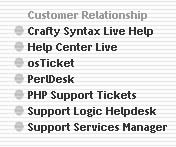 Customer Relationship
Crafty Syntax Live Help
Help Center Live
osTicket
PerlDesk
PHP Support Tickets
Support Logic Helpdesk
Support Services Manager